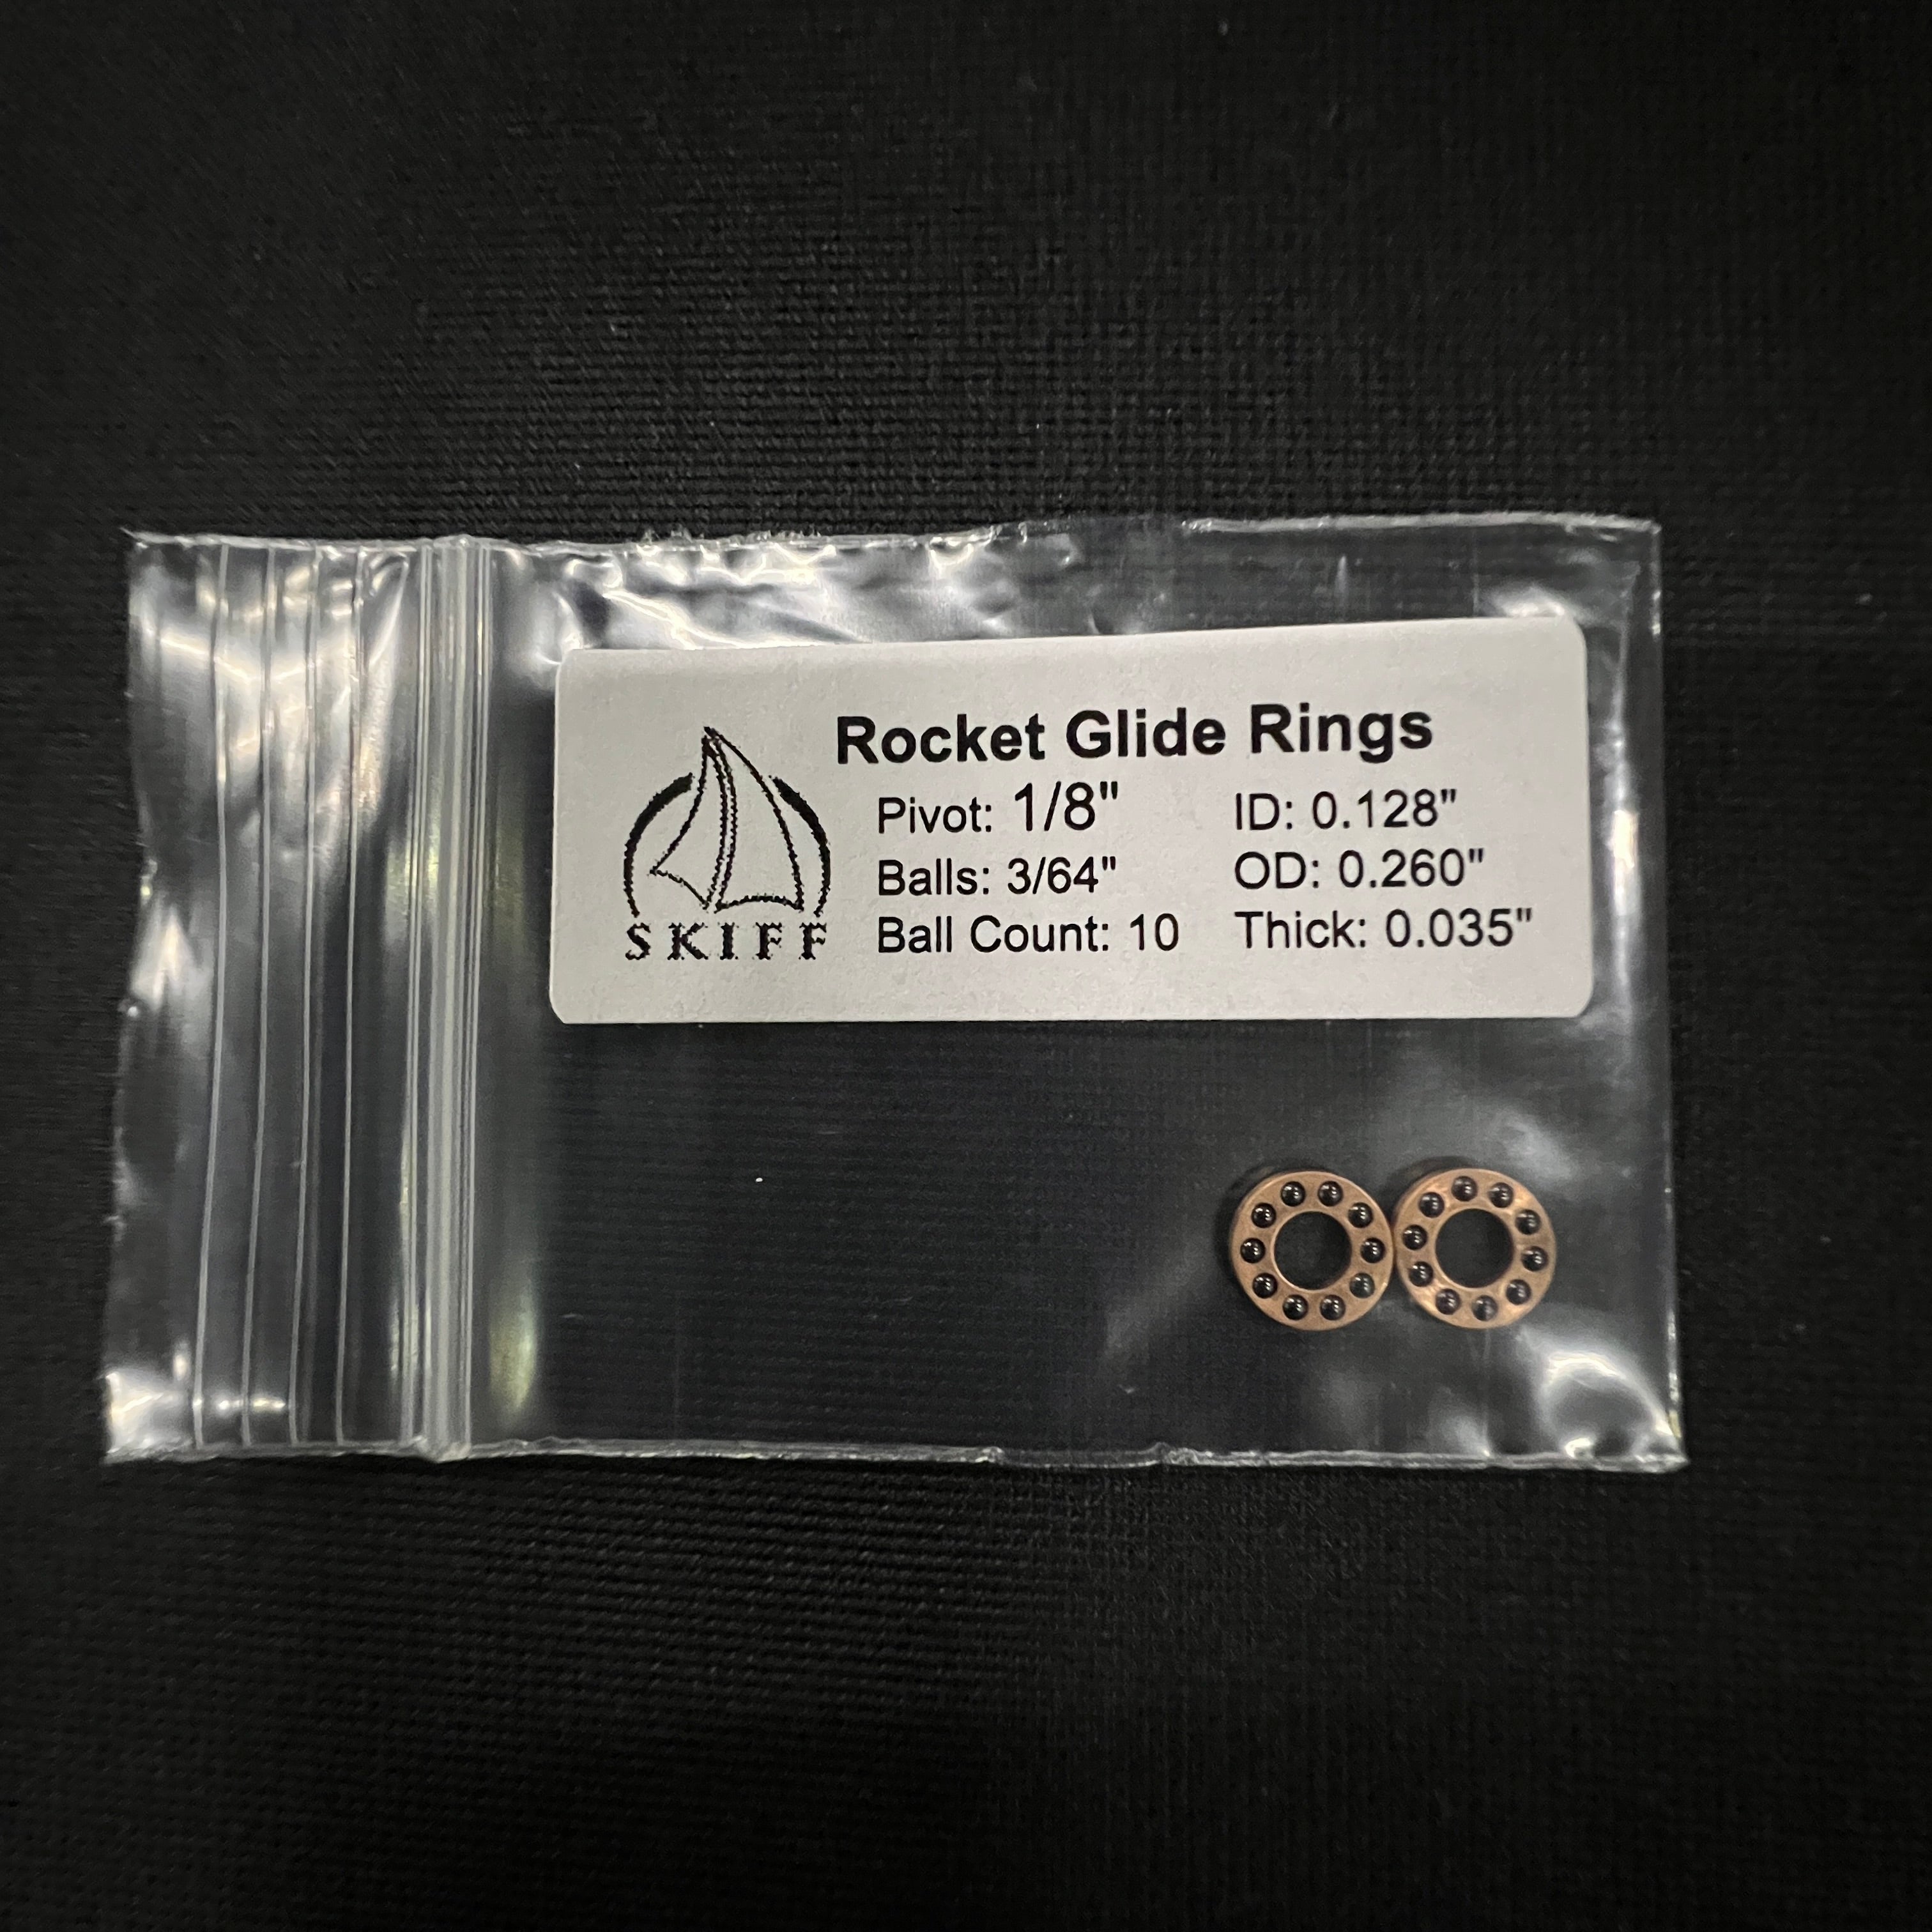 Rocket Glide Rings
Pivot: 1/8" ID: 0.128"
Balls: 3/64" OD: 0.260"
Ball Count: 10 Thick: 0.035"
SKIFF